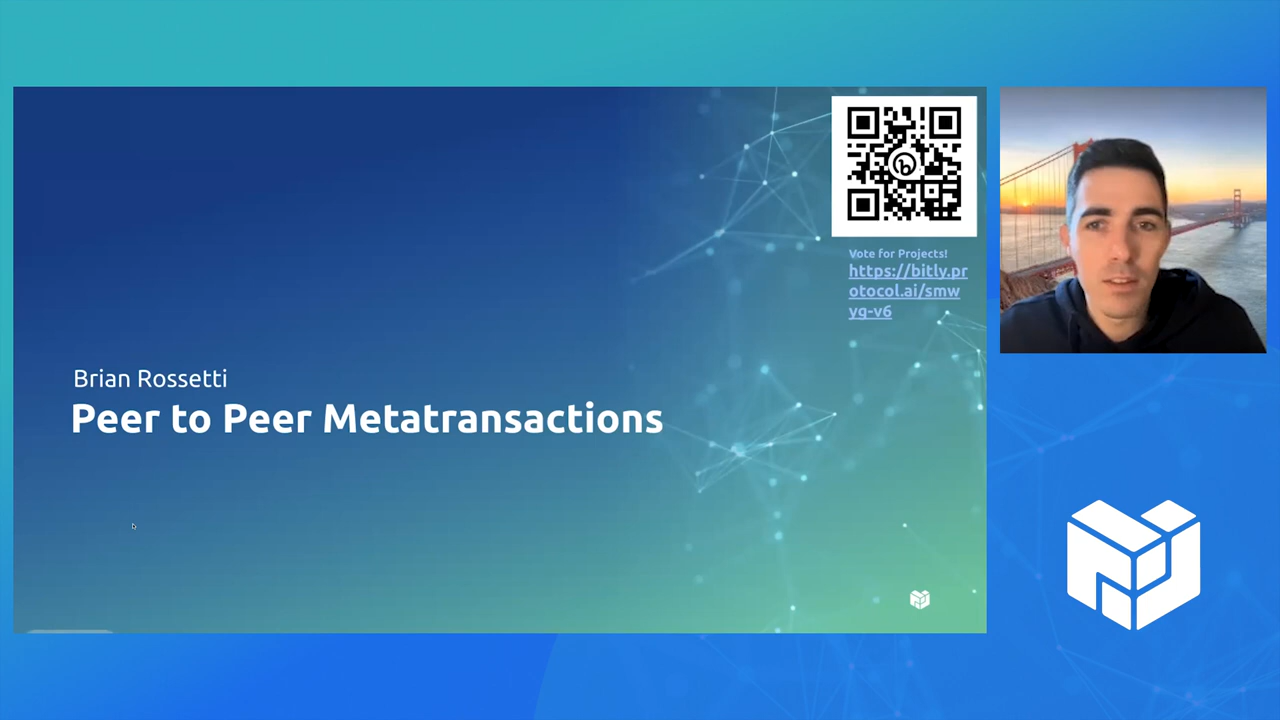 Vote for Projects!
https://bitly.pr
otocol.ai/smw
yg-v6
Brian Rossetti
Peer to Peer Metatransactions